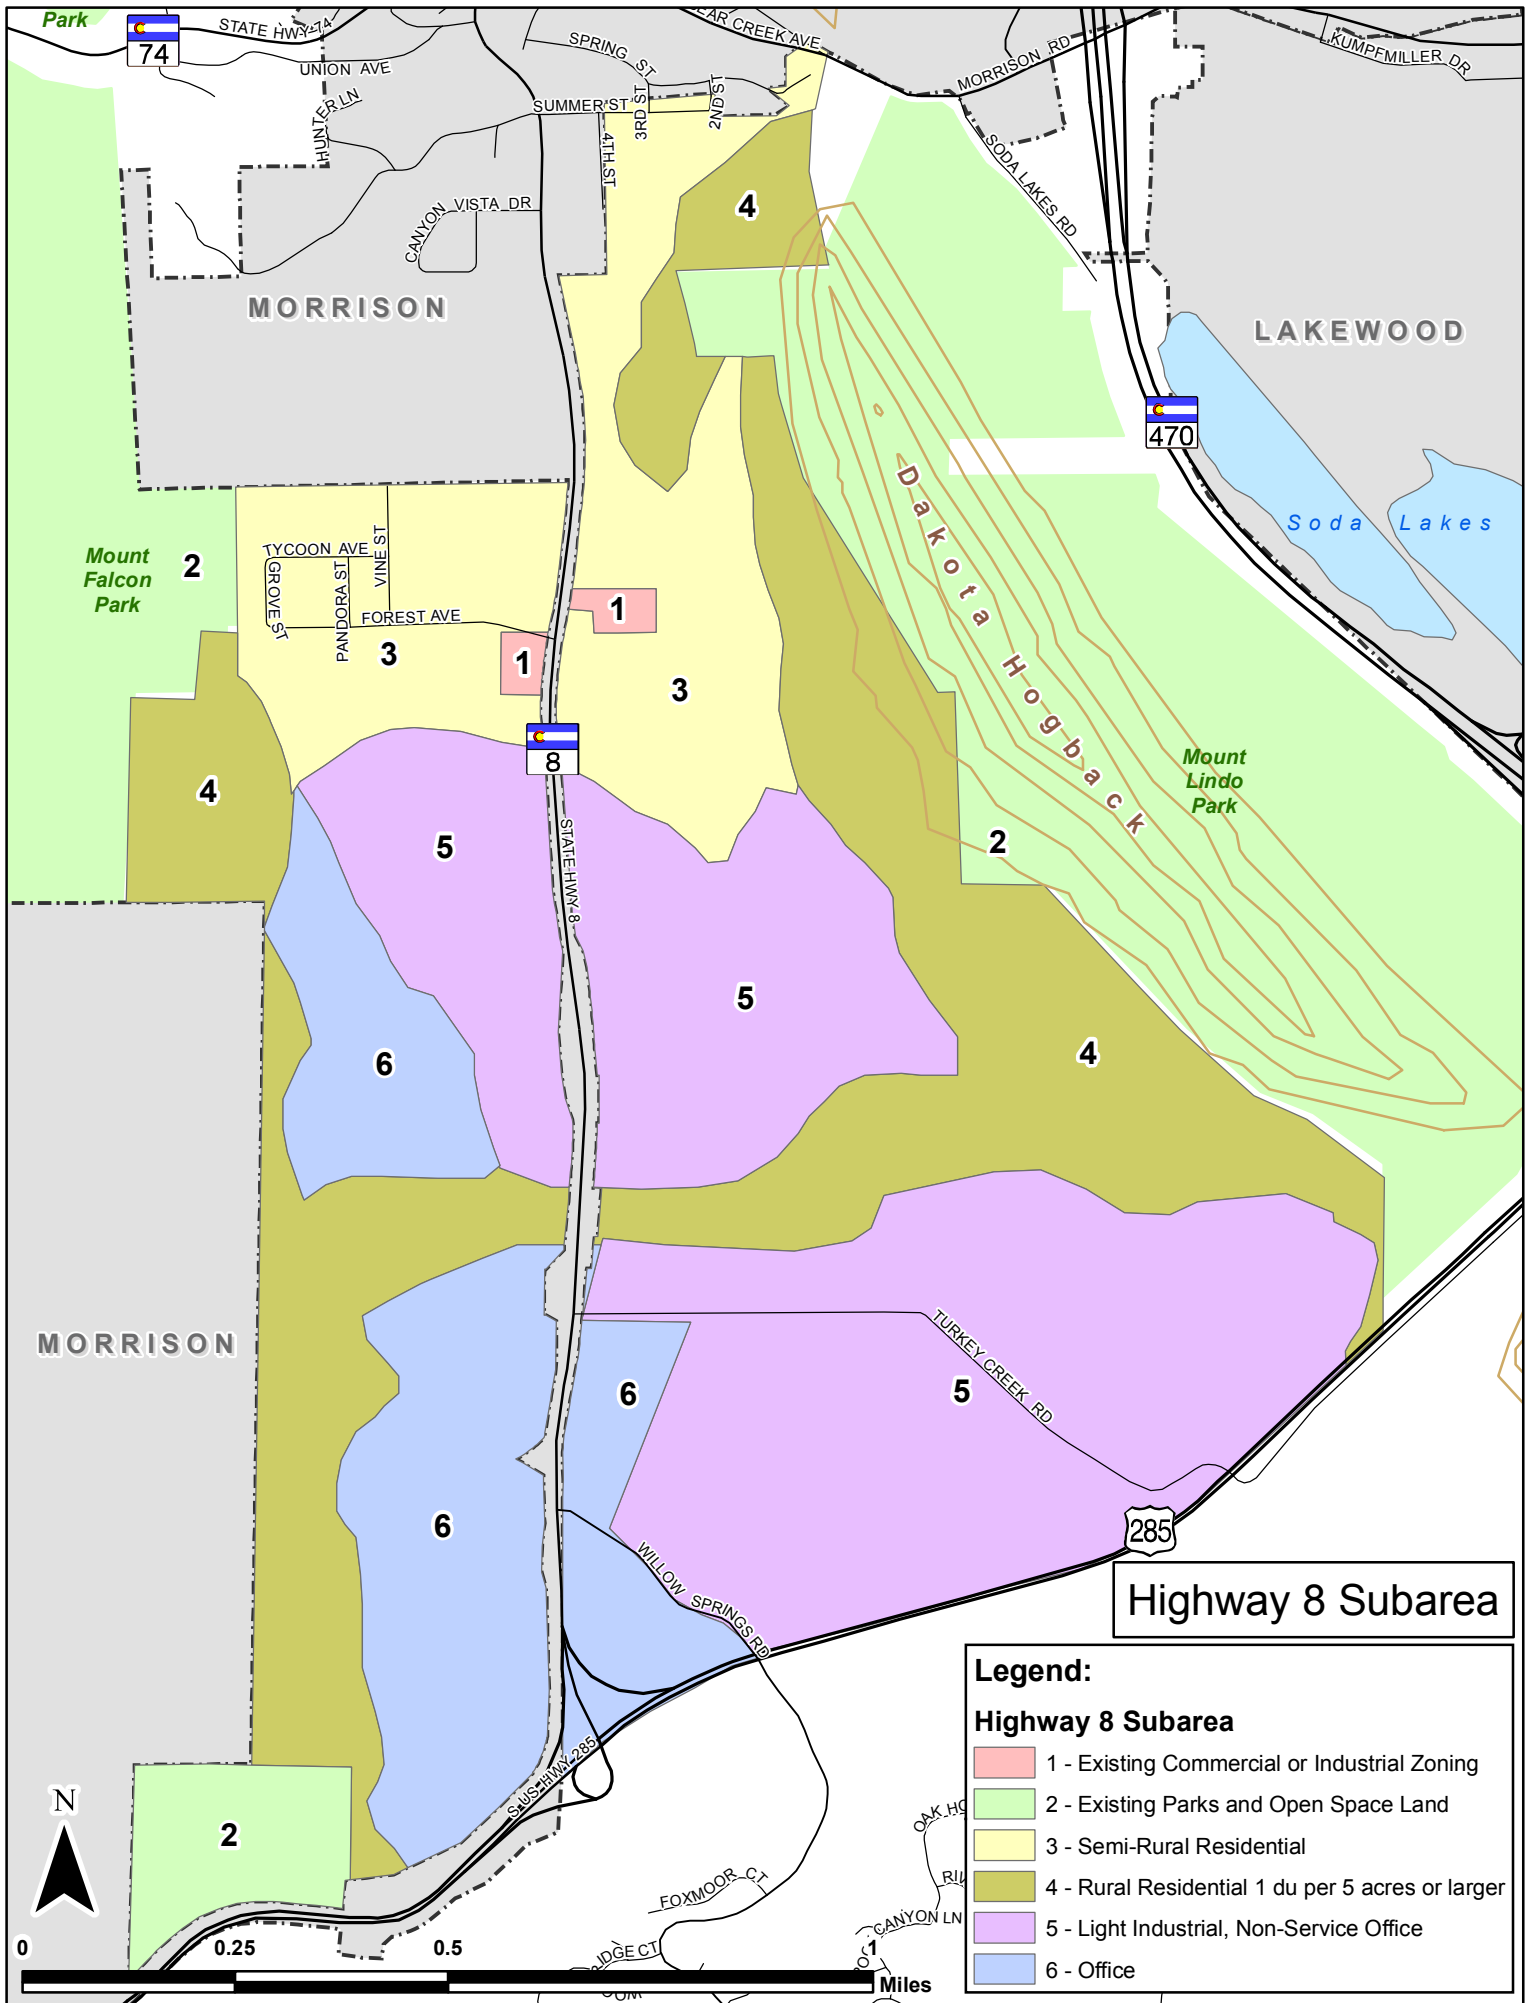 Park
74
STATE HWY 74
UNION AVE
HUNTER LN
SPRING ST
BEAR CREEK AVE
MORRISON RD
KUMPFMILLER DR
SUMMER ST
3RD ST
2ND ST
4TH ST
SODA LAKES RD
CANYON VISTA DR
4
MORRISON
LAKEWOOD
470
Soda Lakes
Dakota Hogback
Mount
Falcon
Park
2
TYCOON AVE
GROVE ST
PANDORA ST
VINE ST
FOREST AVE
1
1
3
3
8
STATE HWY 8
Mount
Lindo
Park
4
5
2
5
4
6
MORRISON
TURKEY CREEK RD
6
5
6
285
WILLOW SPRINGS RD
S US HWY 285
2
N
FOXMOOR CT
OAK HO
RIV
CANYON LN
IDGE CT
0
0.25
0.5
1
Miles
Highway 8 Subarea
Legend:
Highway 8 Subarea
1 - Existing Commercial or Industrial Zoning
2 - Existing Parks and Open Space Land
3 - Semi-Rural Residential
4 - Rural Residential 1 du per 5 acres or larger
5 - Light Industrial, Non-Service Office
6 - Office